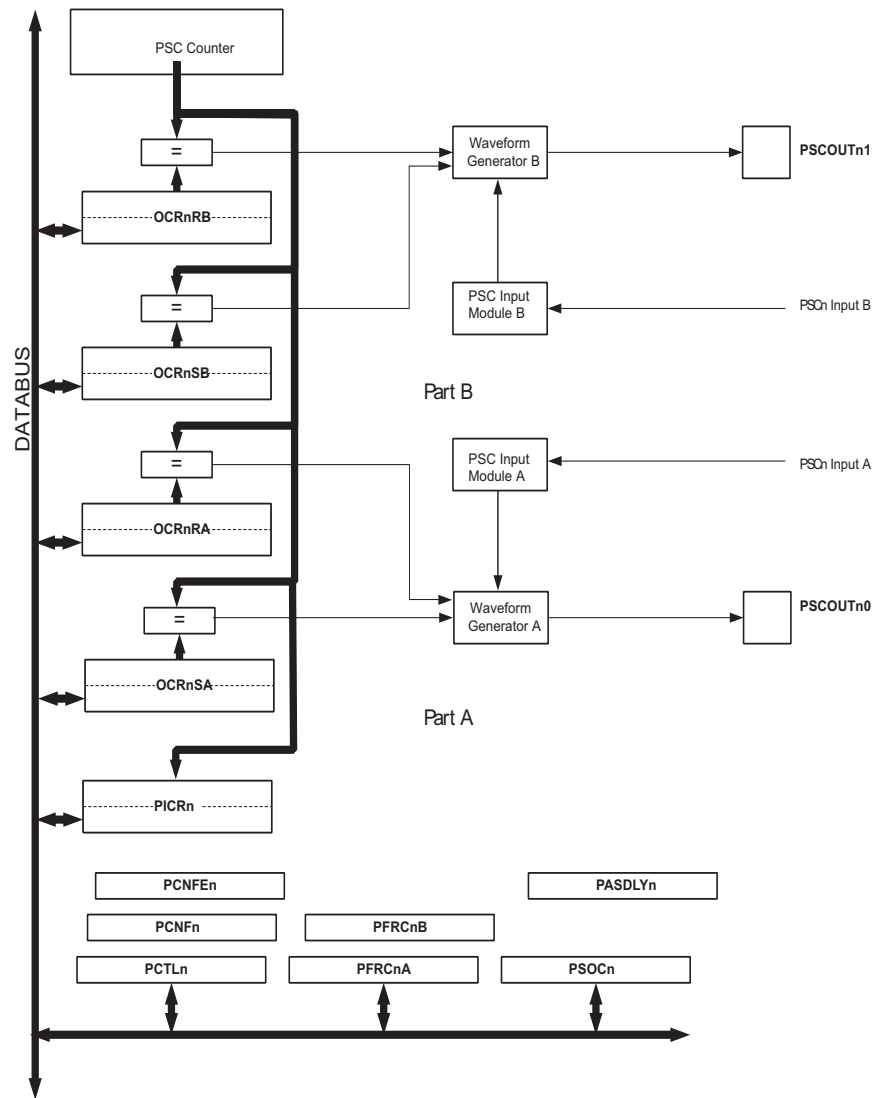 PSC Counter
=
Waveform
Generator B
PSCOUTn1
OCRnRB
=
PSC Input
Module B
PSCn Input B
OCRnSB
Part B
DATABUS
=
PSC Input
Module A
PSCn Input A
OCRnRA
=
Waveform
Generator A
PSCOUTn0
OCRnSA
Part A
PICRn
PCNFEn
PASDLYn
PCNFn
PFRCnB
PCTLn
PFRCnA
PSOCn